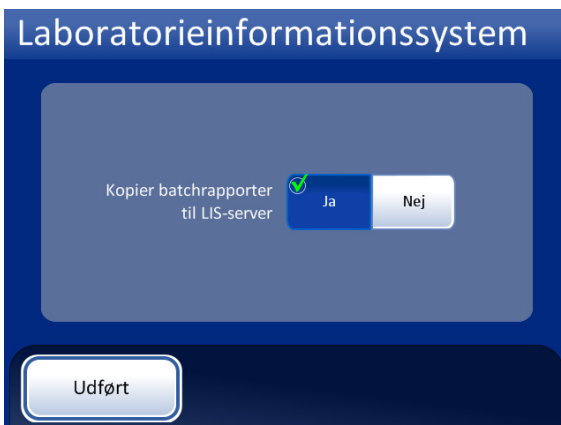 Laboratorieinformationssystem
Kopier batchrapporter
til LIS-server
Ja
Nej
Udført